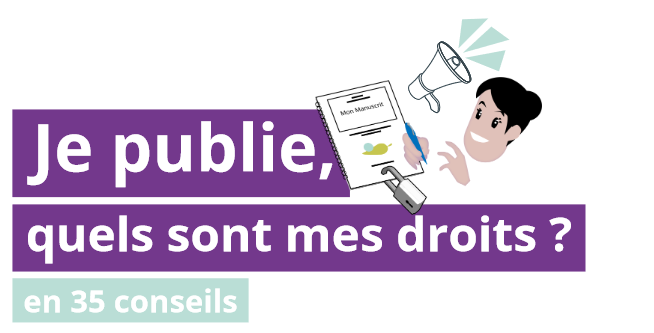 Mon Manuscrit
Je publie,
quels sont mes droits ?
en 35 conseils